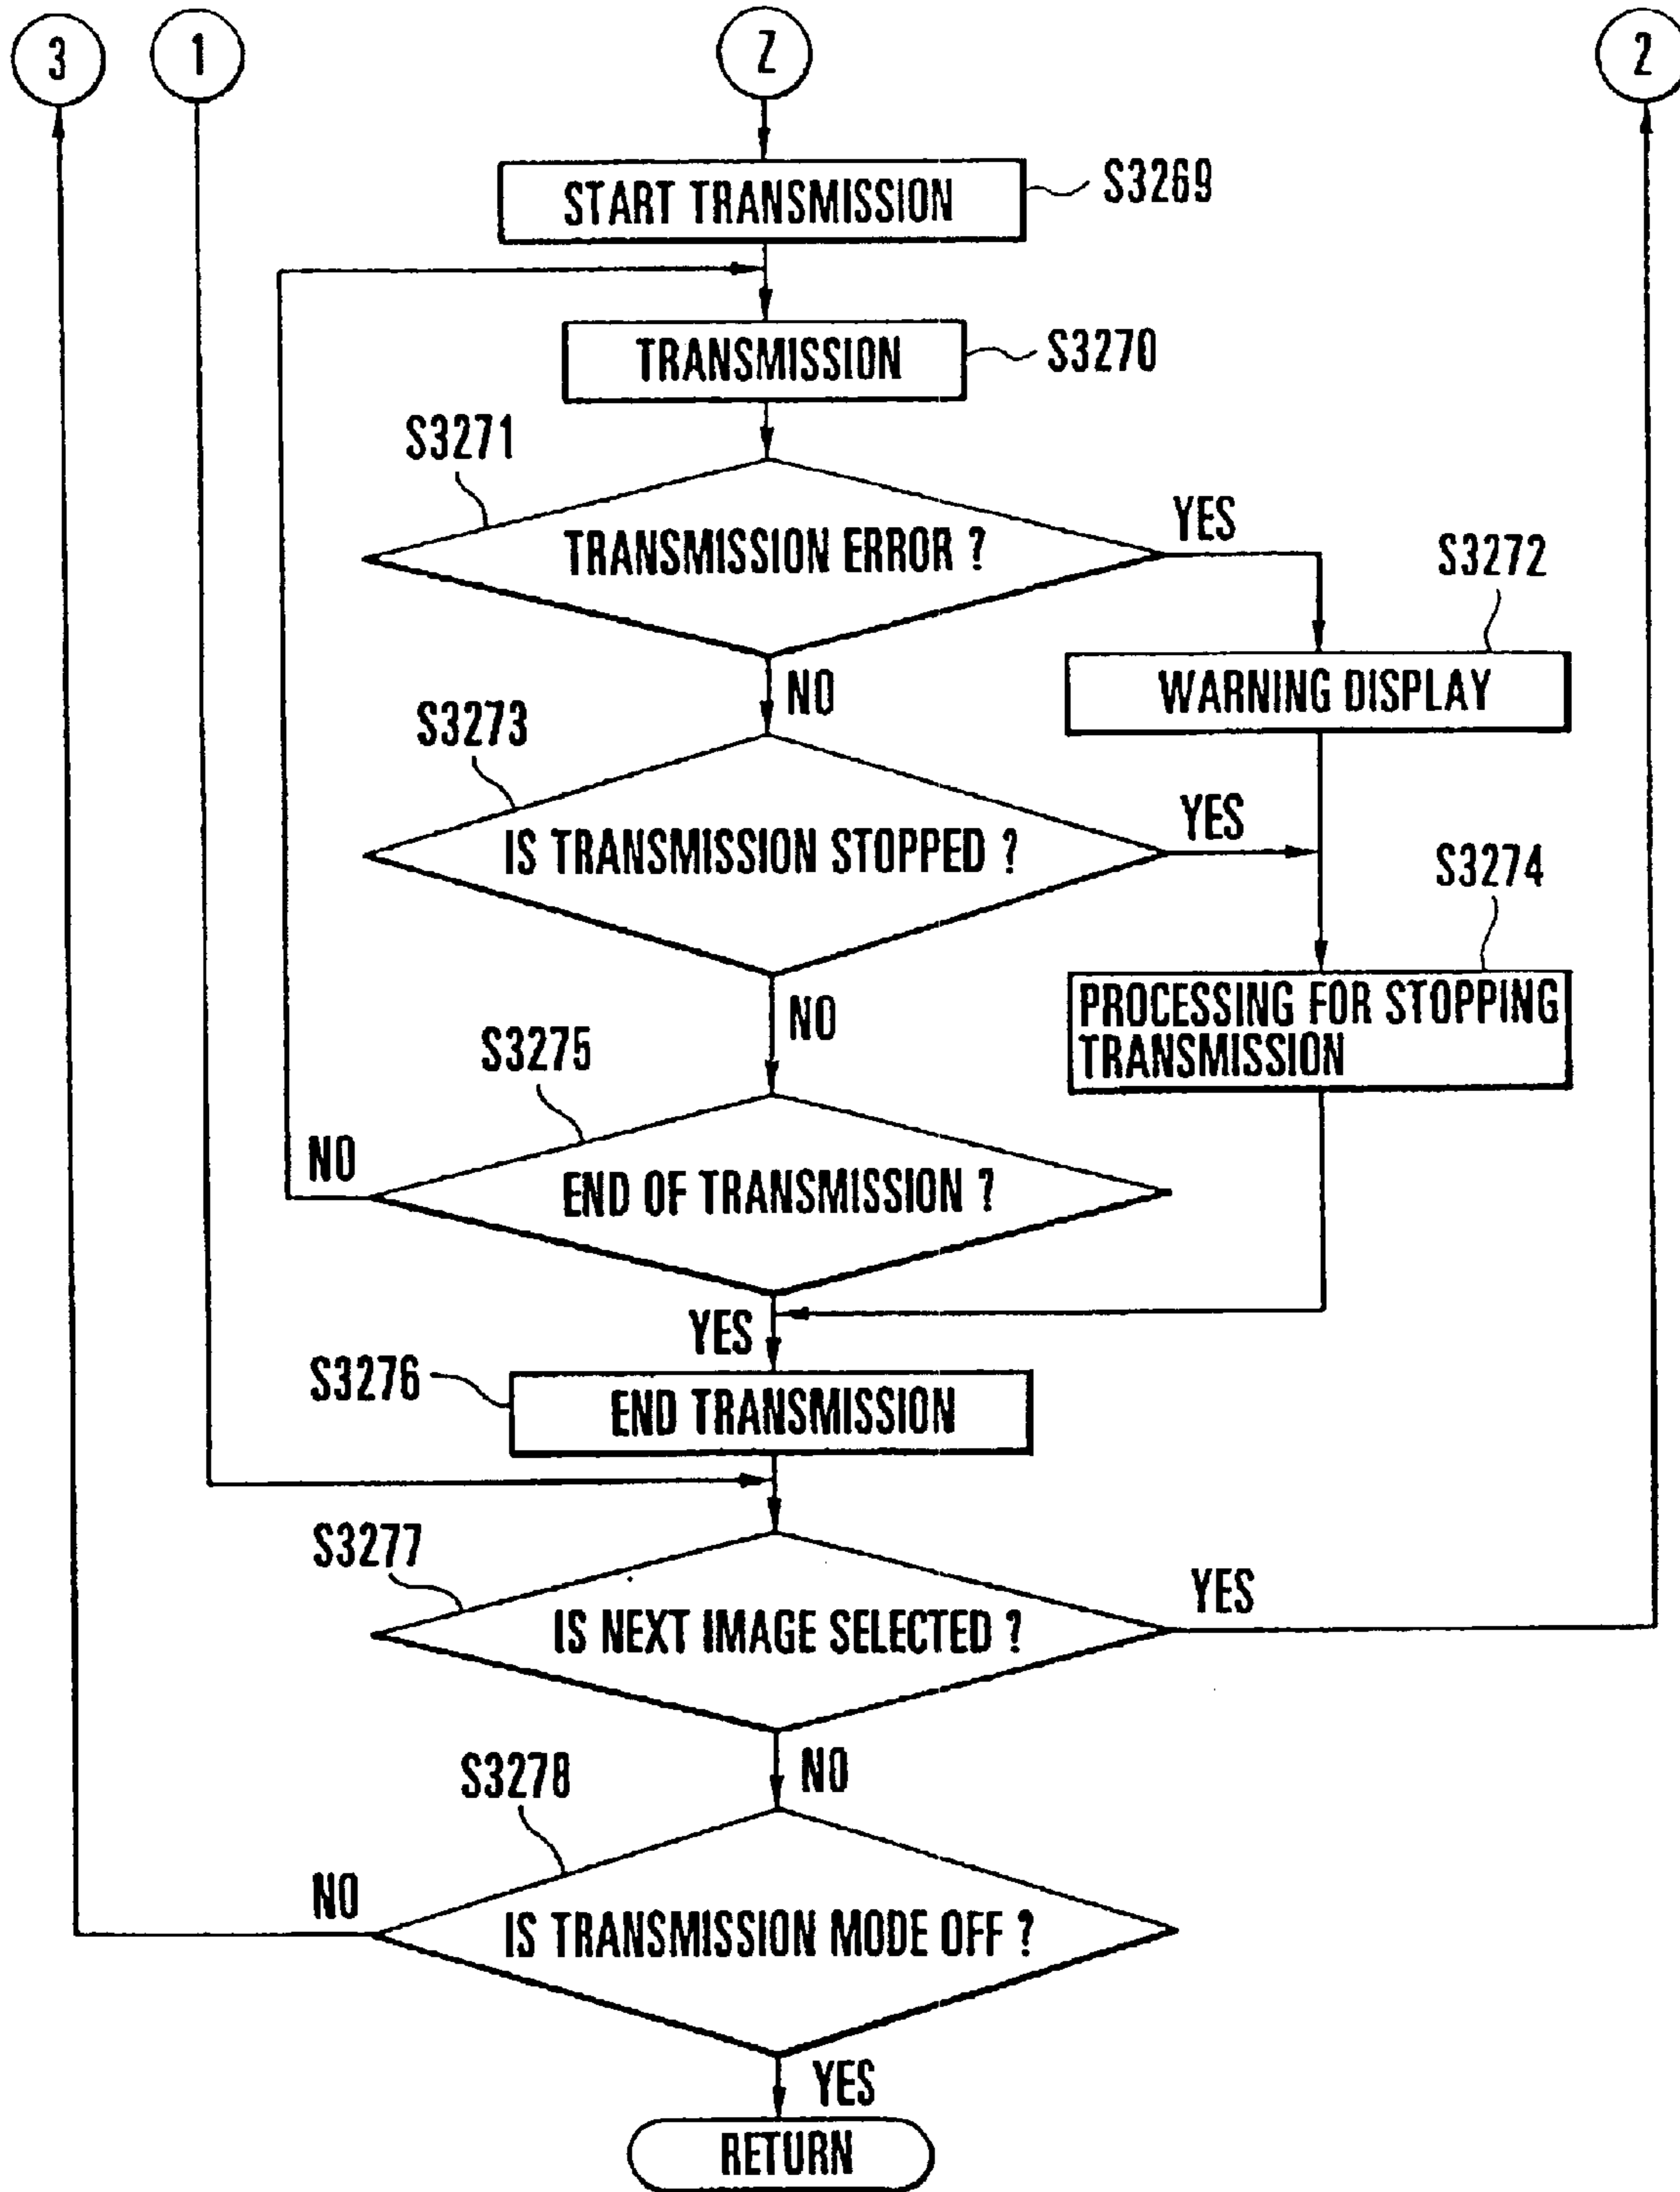 3
1
Z
2
START TRANSMISSION
S3269
TRANSMISSION
S3270
S3271
TRANSMISSION ERROR ?
YES
S3272
WARNING DISPLAY
NO
S3273
IS TRANSMISSION STOPPED ?
YES
S3274
PROCESSING FOR STOPPING
TRANSMISSION
NO
S3275
NO
END OF TRANSMISSION ?
YES
S3276
END TRANSMISSION
S3277
IS NEXT IMAGE SELECTED ?
YES
NO
S3278
NO
IS TRANSMISSION MODE OFF ?
YES
RETURN